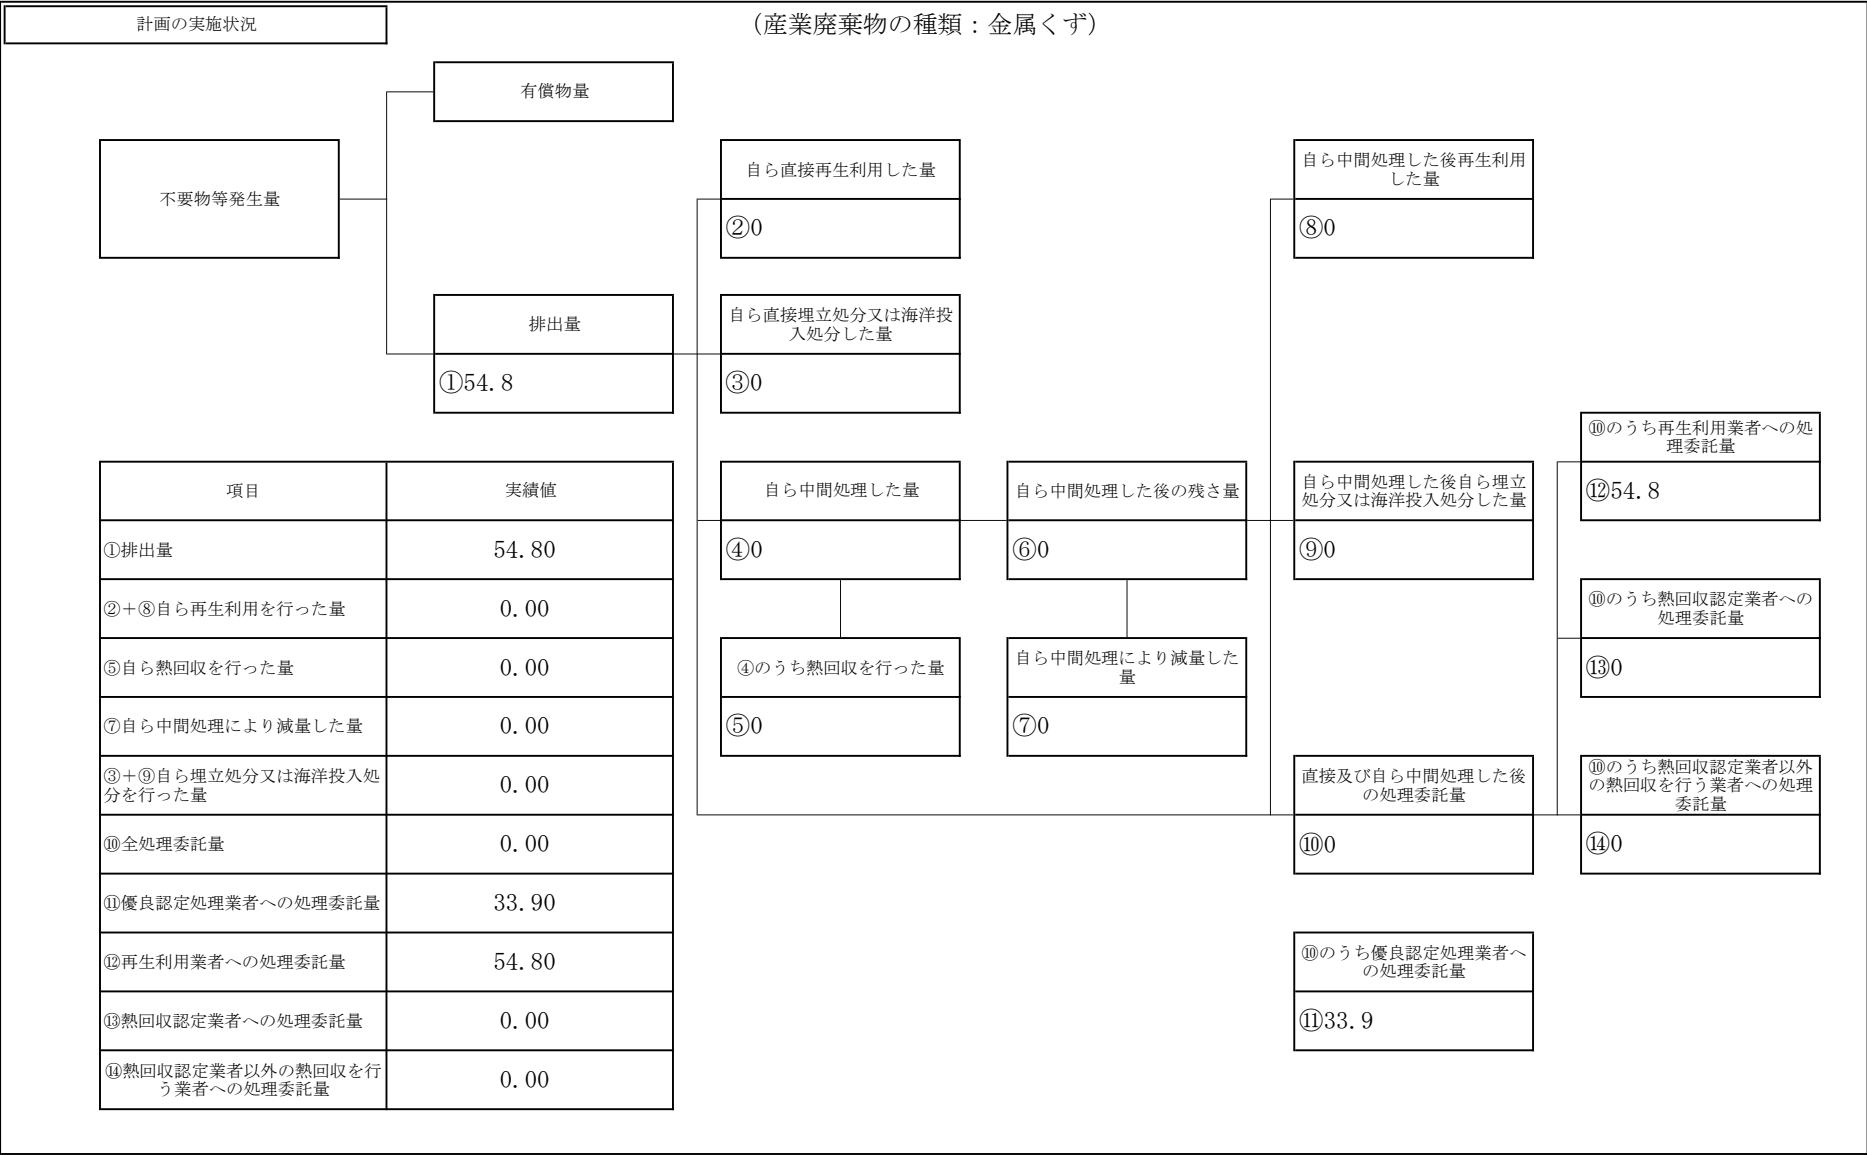 計画の実施状況
（産業廃棄物の種類：金属くず）
有償物量
不要物等発生量
自ら直接再生利用した量
②0
自ら中間処理した後再生利用
した量
⑧0
排出量
①54.8
自ら直接埋立処分又は海洋投
入処分した量
③0
⑩のうち再生利用業者への処
理委託量
⑫54.8
自ら中間処理した量
④0
自ら中間処理した後の残さ量
⑥0
自ら中間処理した後自ら埋立
処分又は海洋投入処分した量
⑨0
⑩のうち熱回収認定業者への
処理委託量
⑬0
④のうち熱回収を行った量
⑤0
自ら中間処理により減量した
量
⑦0
直接及び自ら中間処理した後
の処理委託量
⑩0
⑩のうち熱回収認定業者以外
の熱回収を行う業者への処理
委託量
⑭0
⑩のうち優良認定処理業者へ
の処理委託量
⑪33.9
項目 実績値
①排出量 54.80
②＋⑧自ら再生利用を行った量 0.00
⑤自ら熱回収を行った量 0.00
⑦自ら中間処理により減量した量 0.00
③＋⑨自ら埋立処分又は海洋投入処
分を行った量 0.00
⑩全処理委託量 0.00
⑪優良認定処理業者への処理委託量 33.90
⑫再生利用業者への処理委託量 54.80
⑬熱回収認定業者への処理委託量 0.00
⑭熱回収認定業者以外の熱回収を行
う業者への処理委託量 0.00